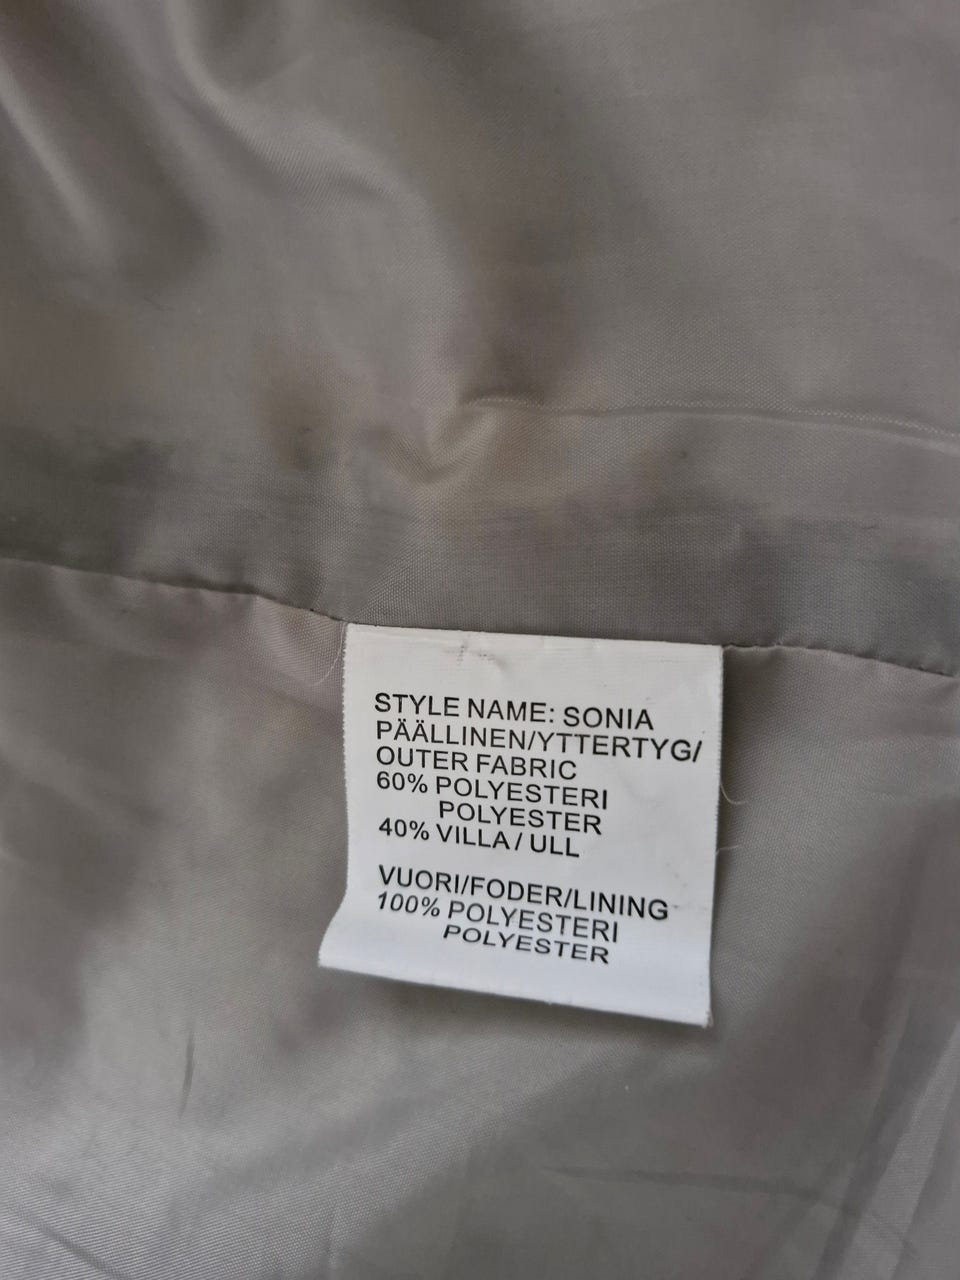 STYLE NAME: SONIA
PÄÄLLINEN/YTTERTYG/
OUTER FABRIC
60% POLYESTERI
POLYESTER
40% VILLA / ULL
VUORI/FODER/LINING
100% POLYESTERI
POLYESTER